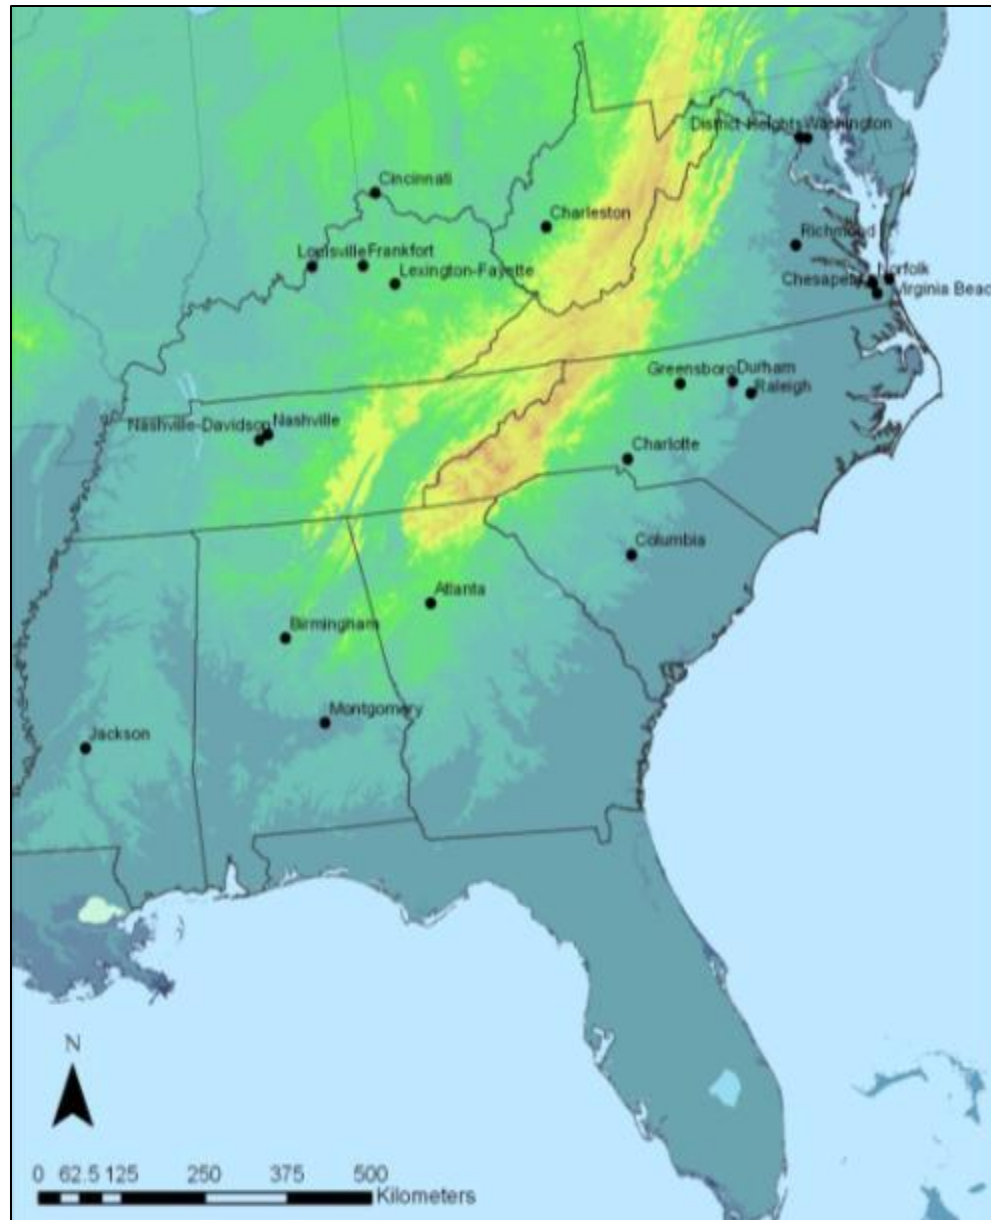 District Heights Washington
Cincinnati
Charleston
Richmond
Louisville Frankfort
Lexington-Fayette
Norfolk
Chesapea
Virginia Beac
Greensboro Durham
Raleigh
Nashville-Davidson Nashville
Charlotte
Columbia
Atlanta
Birmingham
Montgomery
Jackson
N
0 62.5 125 250 375 500
Kilometers